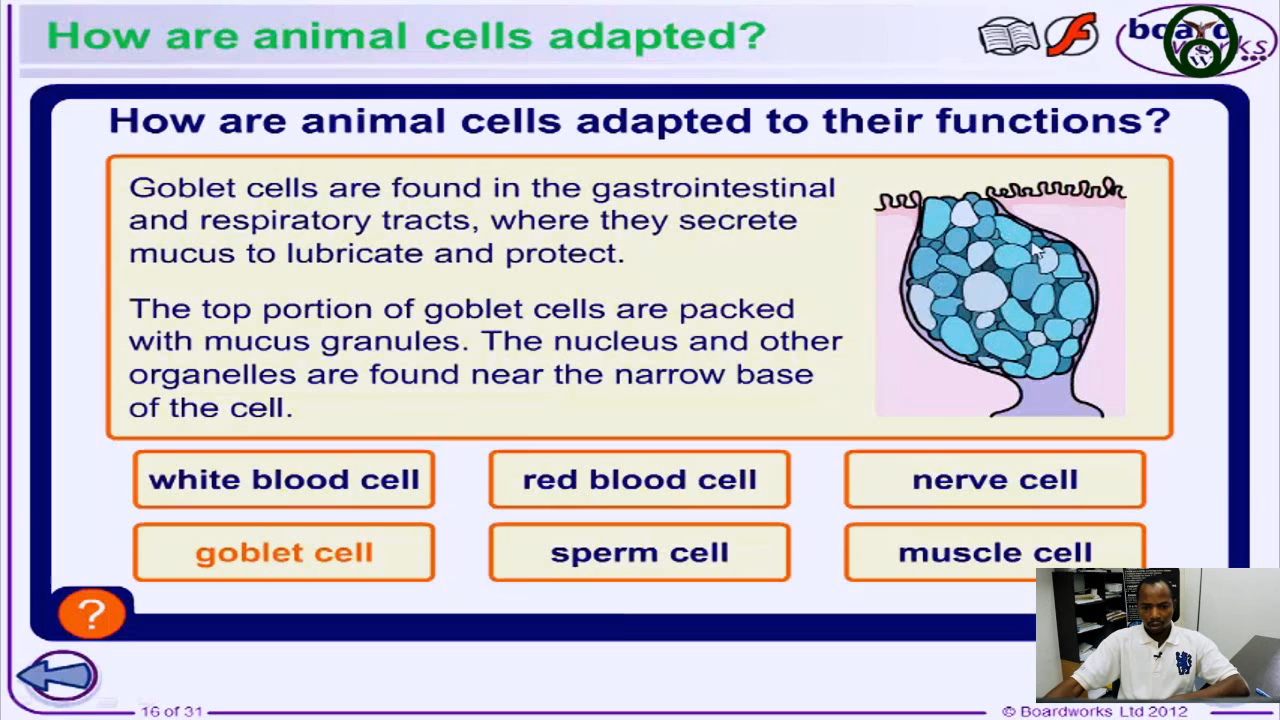 How are animal cells adapted?
board
works
W
How are animal cells adapted to their functions?
Goblet cells are found in the gastrointestinal
and respiratory tracts, where they secrete
mucus to lubricate and protect.
The top portion of goblet cells are packed
with mucus granules. The nucleus and other
organelles are found near the narrow base
of the cell.
white blood cell
red blood cell
nerve cell
goblet cell
sperm cell
muscle cell
?
16 of 31
© Boardworks Ltd 2012